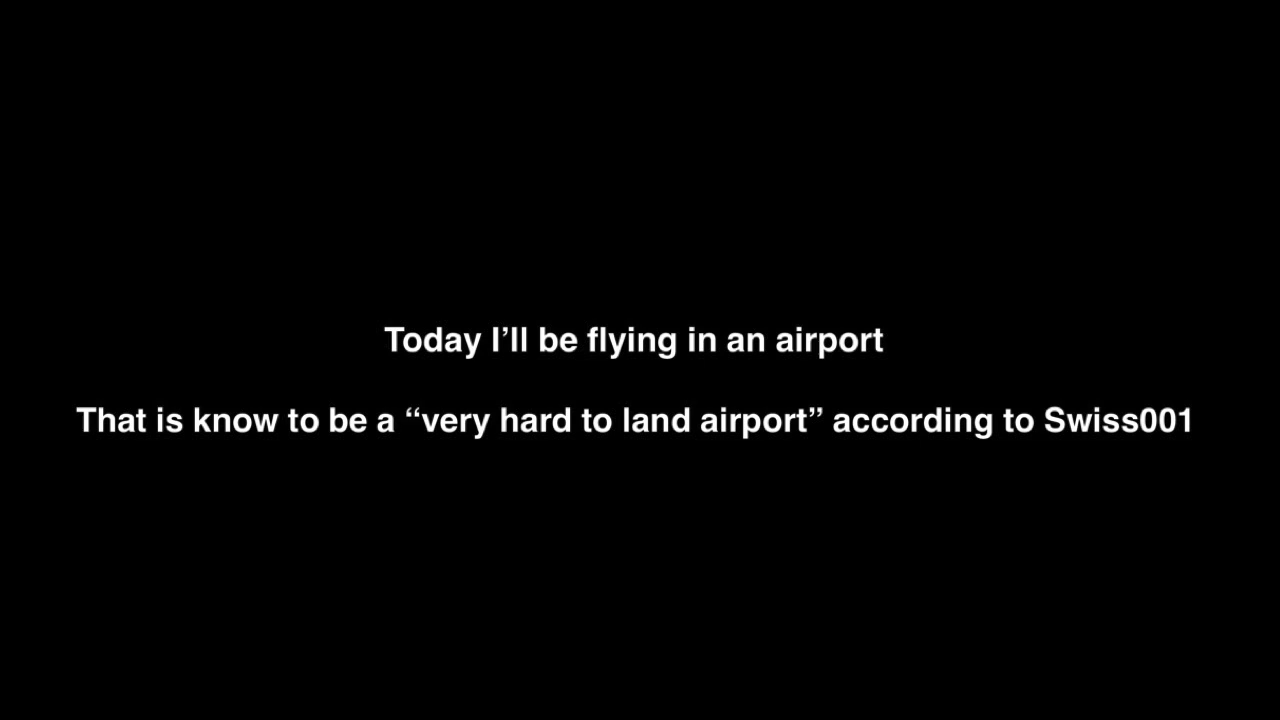 Today I’ll be flying in an airport
That is know to be a “very hard to land airport” according to Swiss001